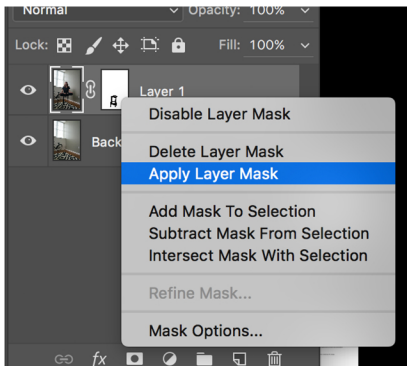 Normal Opacity: 100%
Lock: Fill: 100%
Layer 1
Disable Layer Mask
Back
Delete Layer Mask
Apply Layer Mask
Add Mask To Selection
Subtract Mask From Selection
Intersect Mask With Selection
Refine Mask...
Mask Options...
fx